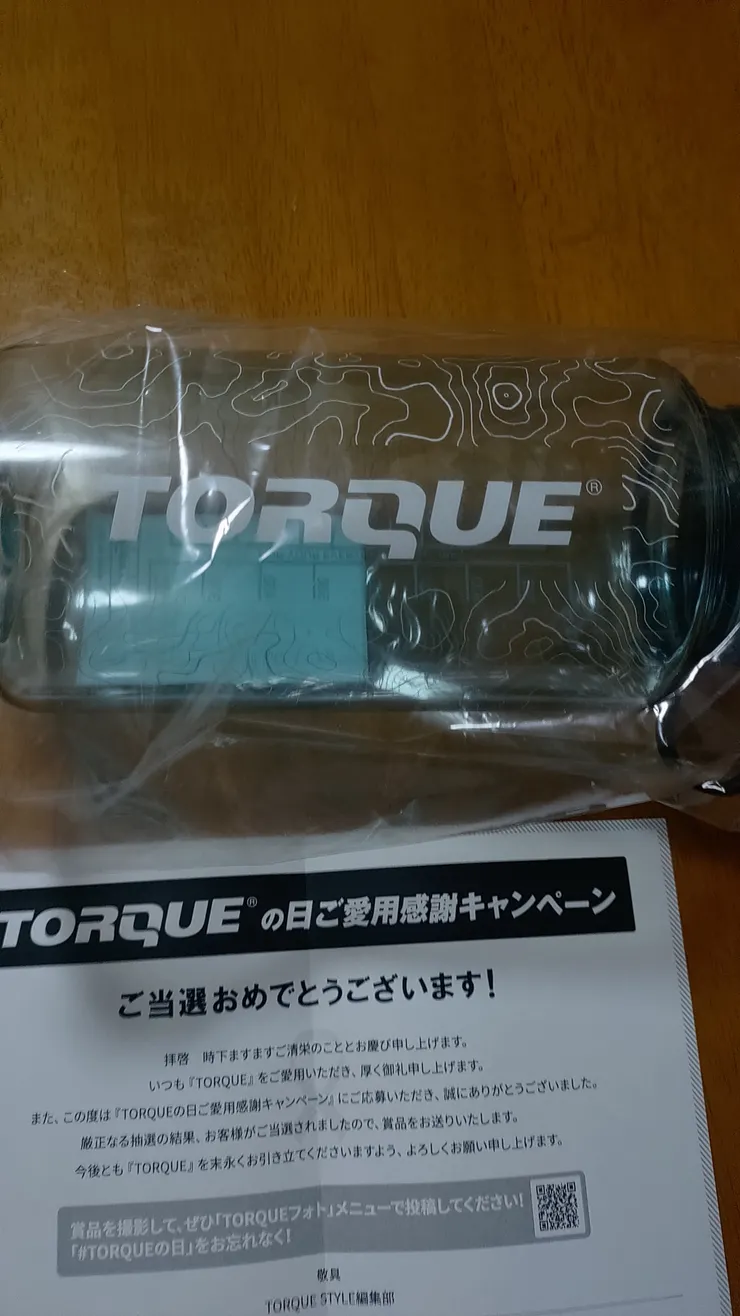 TORQUE®
TORQUE®の日ご愛用感謝キャンペーン
ご当選おめでとうございます!
拝啓 時下ますますご清栄のこととお慶び申し上げます。
いつも『TORQUE』をご愛用いただき、厚く御礼申し上げます。
また、この度は『TORQUEの日ご愛用感謝キャンペーン』にご応募いただき、誠にありがとうございました。
厳正なる抽選の結果、お客様がご当選されましたので、賞品をお送りいたします。
今後とも『TORQUE』を末永くお引き立てくださいますよう、よろしくお願い申し上げます。
賞品を撮影して、ぜひ「TORQUEフォト」メニューで投稿してください!
「#TORQUEの日」をお忘れなく!
敬具
TORQUE STYLE編集部